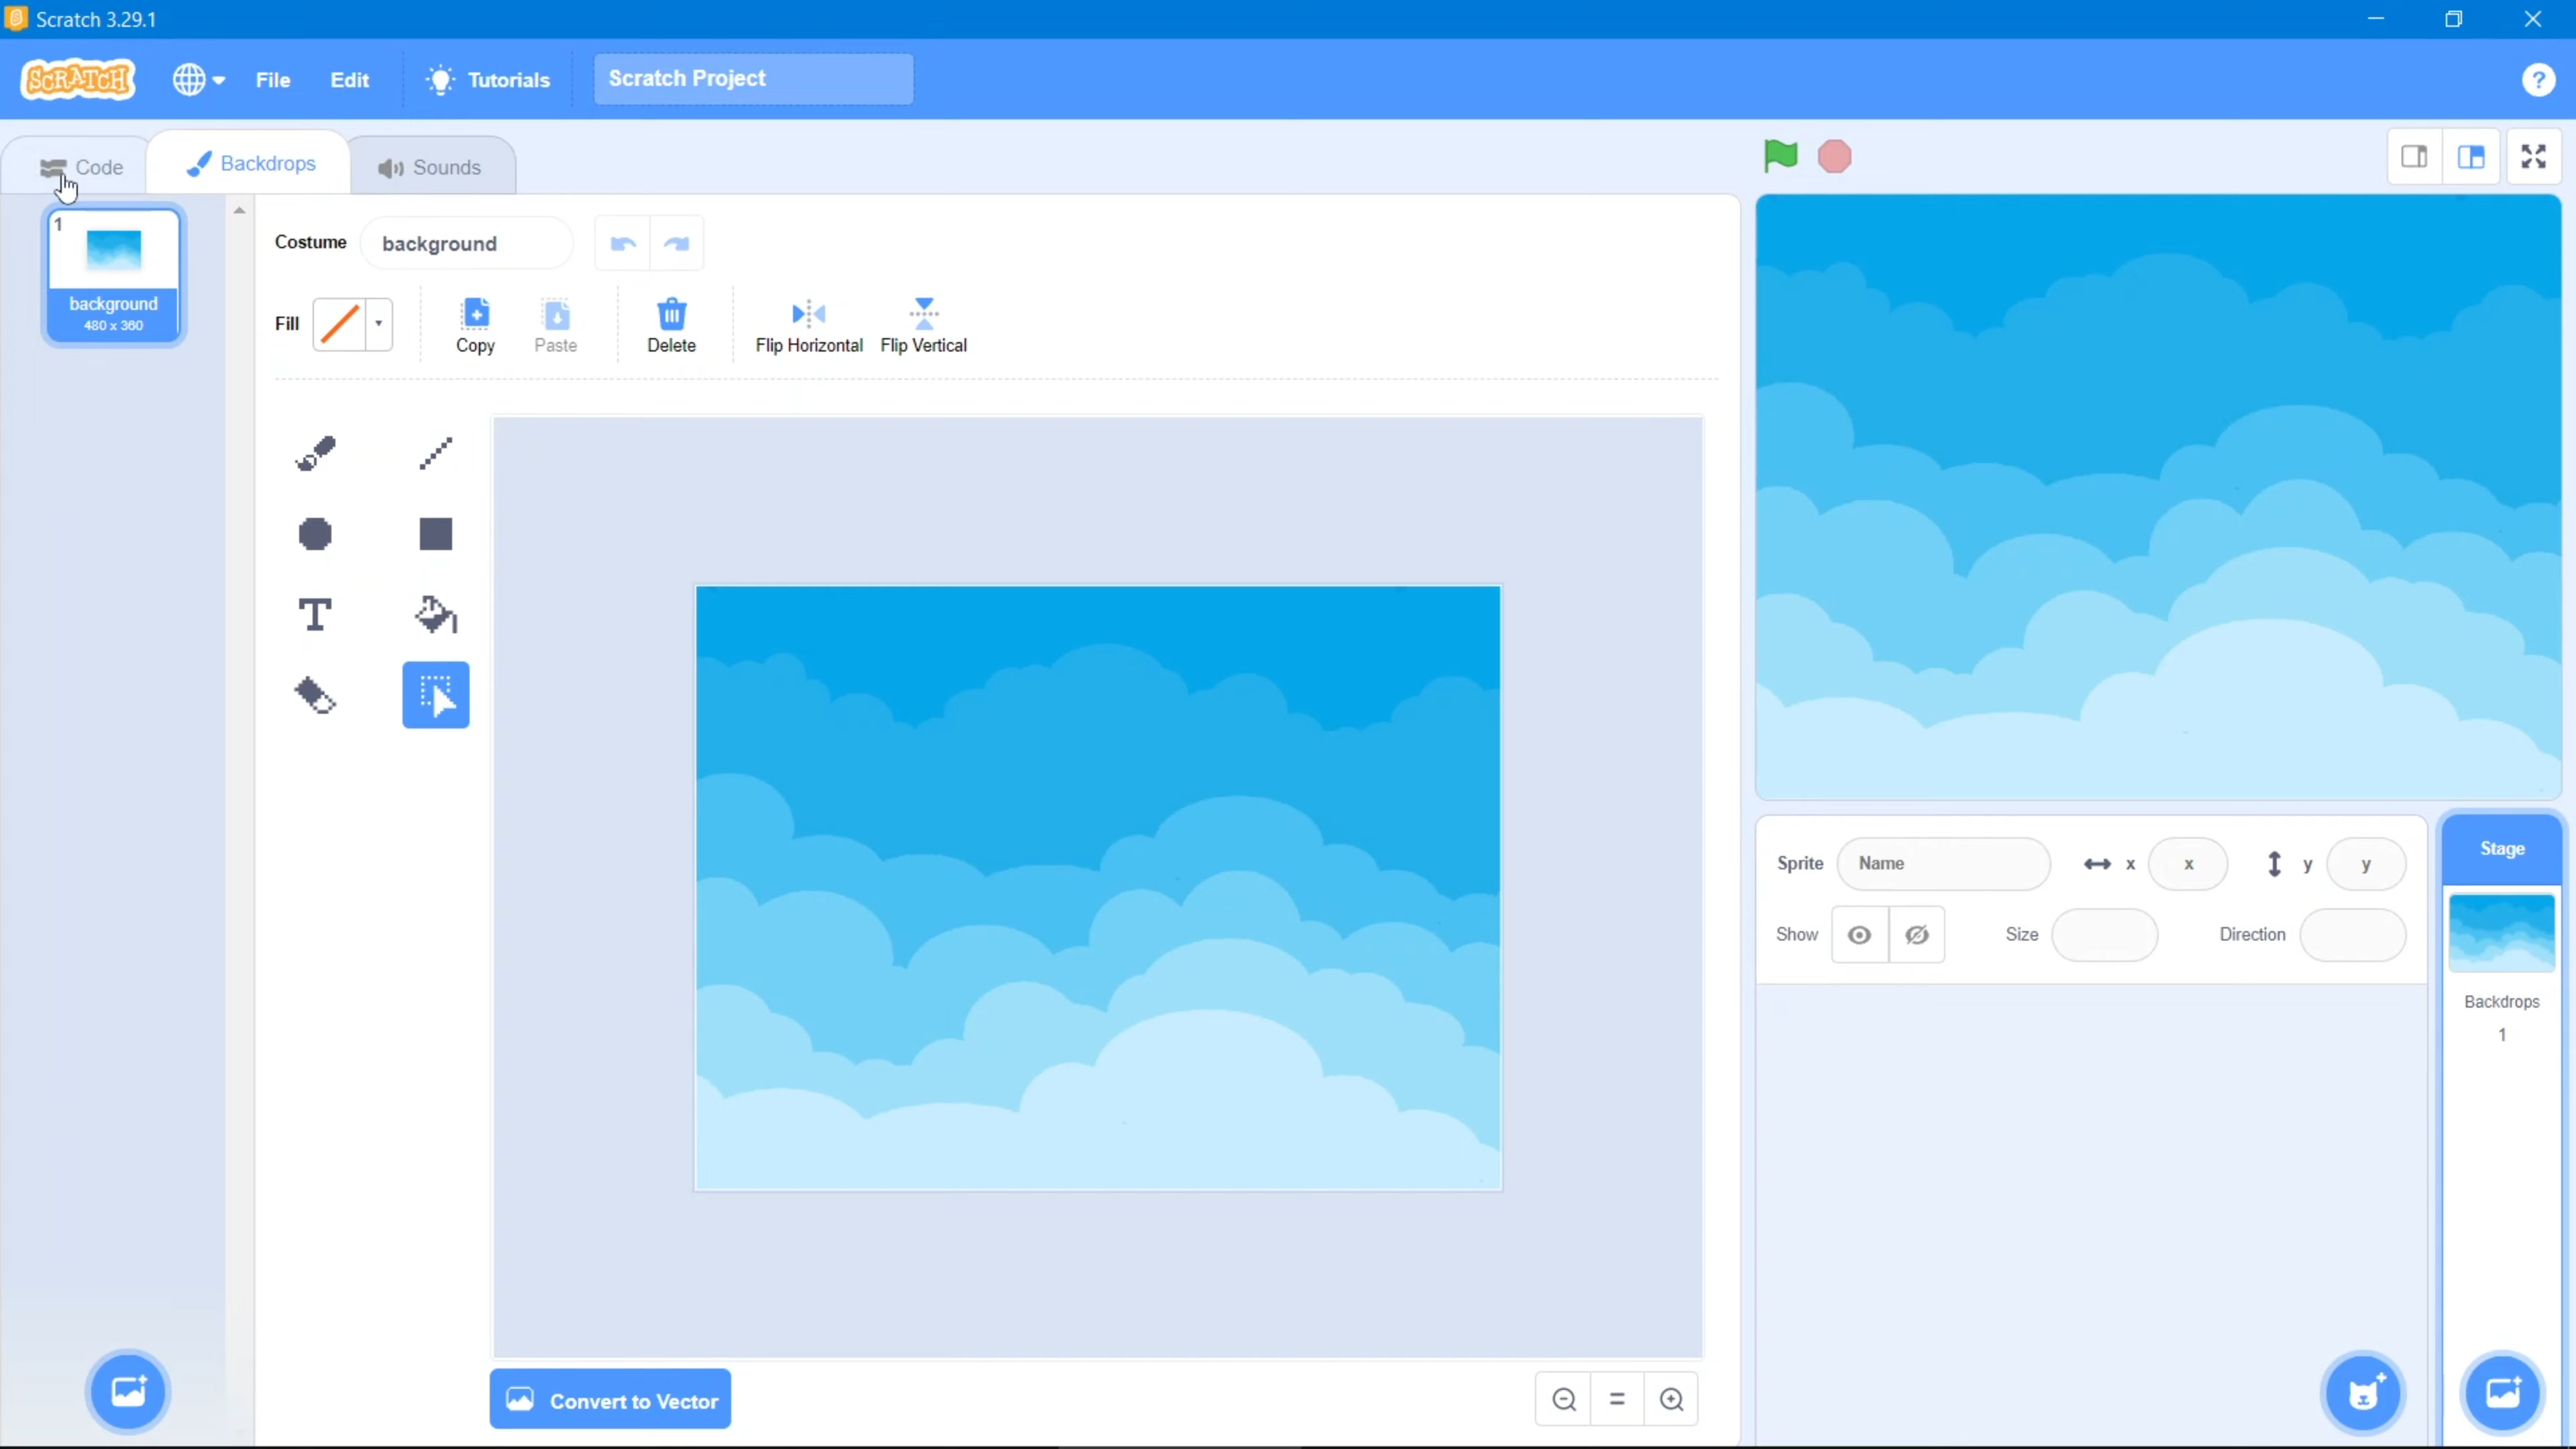 Scratch 3.29.1
SCRATCH
File
Edit
Tutorials
Scratch Project
?
Code
Backdrops
Sounds
1
background
480 x 360
Costume
background
Fill
Copy
Paste
Delete
Flip Horizontal
Flip Vertical
T
Convert to Vector
Sprite
Name
x
x
y
y
Show
Size
Direction
Stage
Backdrops
1